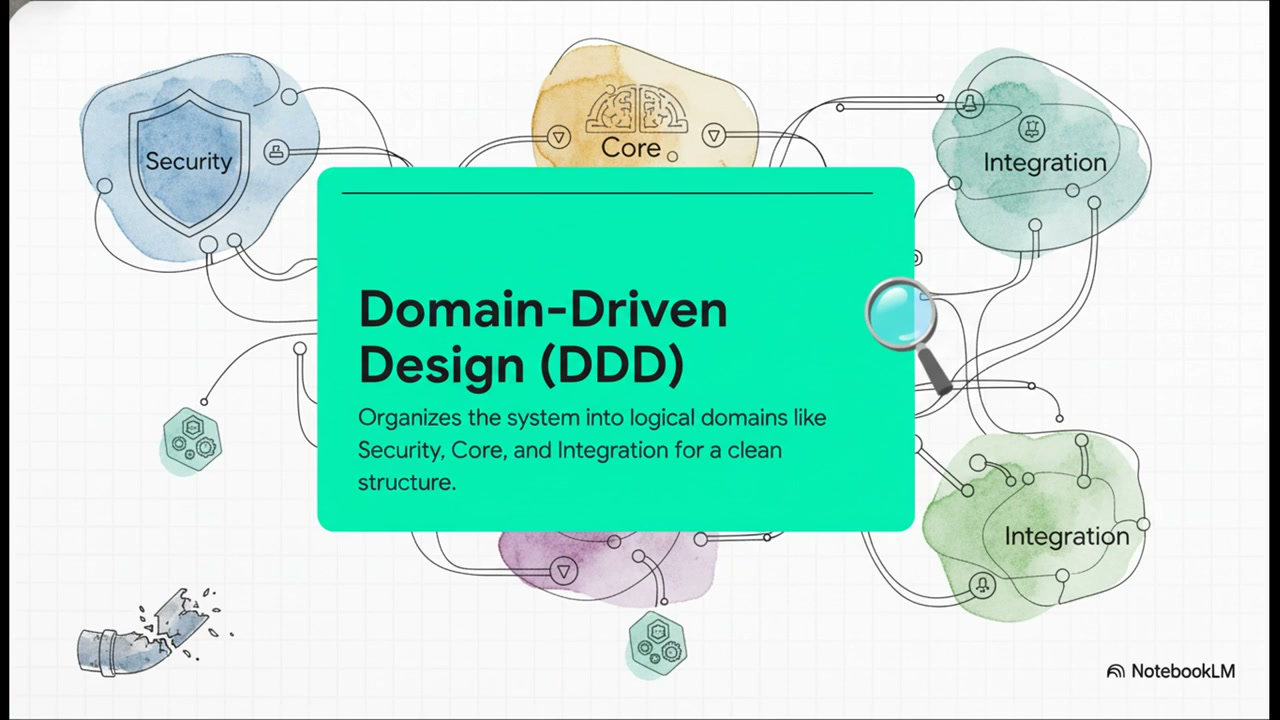 Security
Core
Integration
Domain-Driven
Design (DDD)
Organizes the system into logical domains like
Security, Core, and Integration for a clean
structure.
Integration
NotebookLM